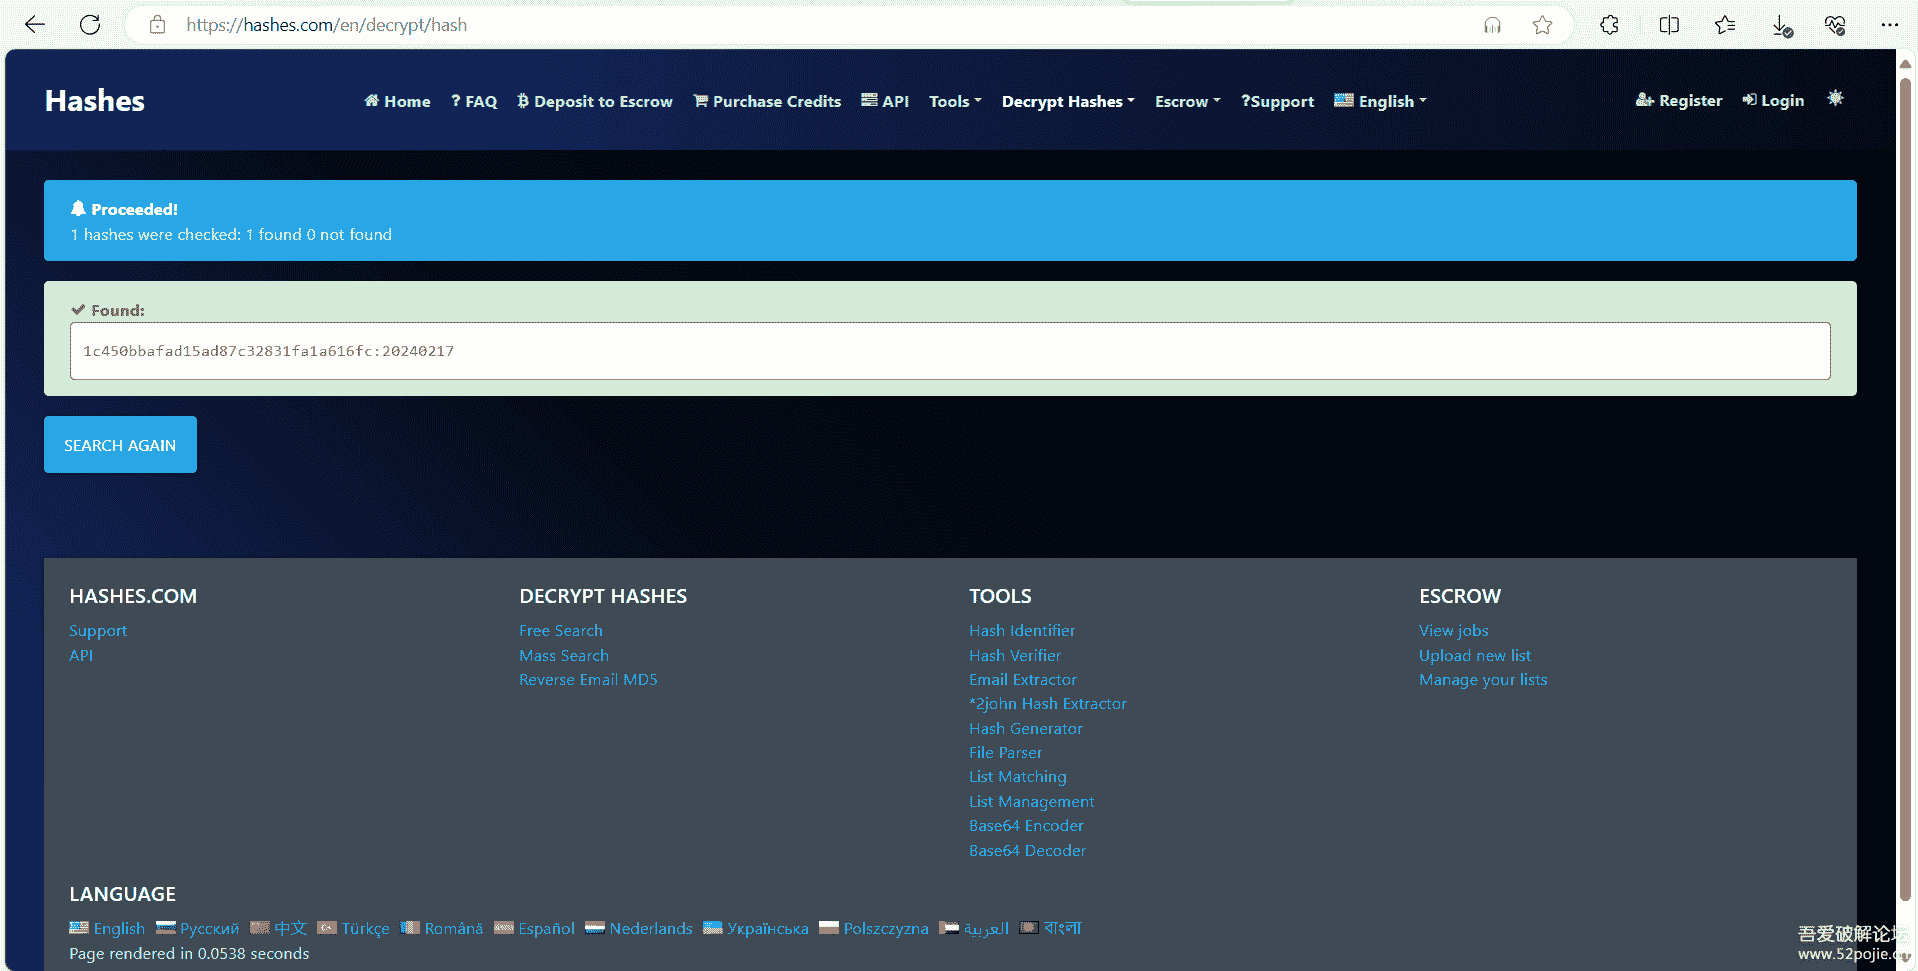 https://hashes.com/en/decrypt/hash
Hashes Home ? FAQ Deposit to Escrow Purchase Credits API Tools Decrypt Hashes Escrow ?Support English Register Login
Proceeded!
1 hashes were checked: 1 found 0 not found
Found:
1c450bbafad15ad87c32831fa1a616fc:20240217
SEARCH AGAIN
HASHES.COM
Support
API
DECRYPT HASHES
Free Search
Mass Search
Reverse Email MD5
TOOLS
Hash Identifier
Hash Verifier
Email Extractor
*2john Hash Extractor
Hash Generator
File Parser
List Matching
List Management
Base64 Encoder
Base64 Decoder
ESCROW
View jobs
Upload new list
Manage your lists
LANGUAGE
English Русский 中文 Türkçe Română Español Nederlands Українська Polszczyzna العربية বাংলা
Page rendered in 0.0538 seconds
吾爱破解论坛
www.52pojie.cn